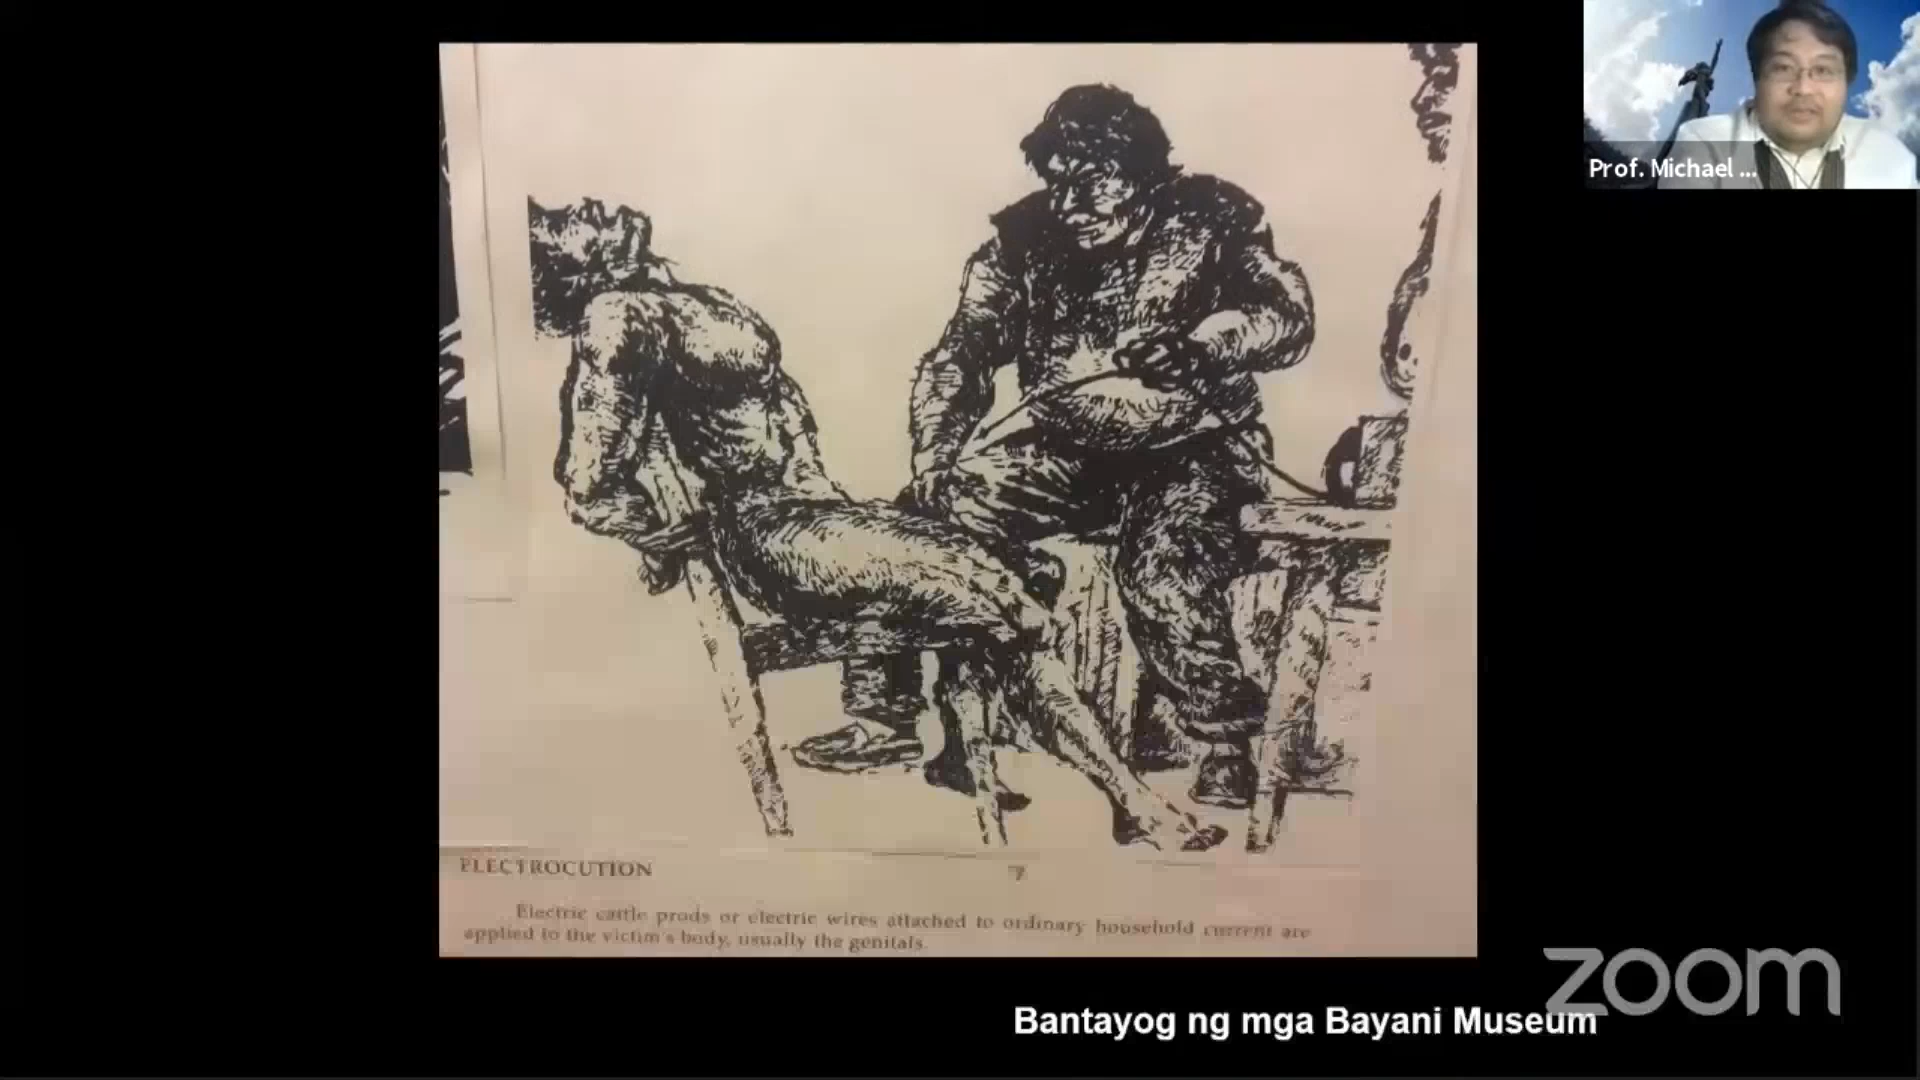 Prof. Michael ...
ELECTROCUTION
7
Electric cattle prods or electric wires attached to ordinary household current are
applied to the victim's body, usually the genitals.
zoom
Bantayog ng mga Bayani Museum